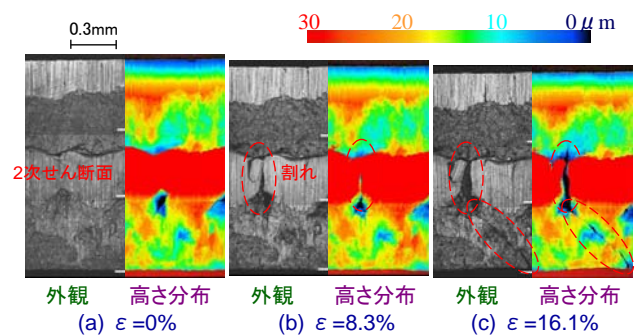 0.3mm
30 20 10 0μm
2次せん断面
割れ
外観 高さ分布 外観 高さ分布 外観 高さ分布
(a) ε=0% (b) ε=8.3% (c) ε=16.1%